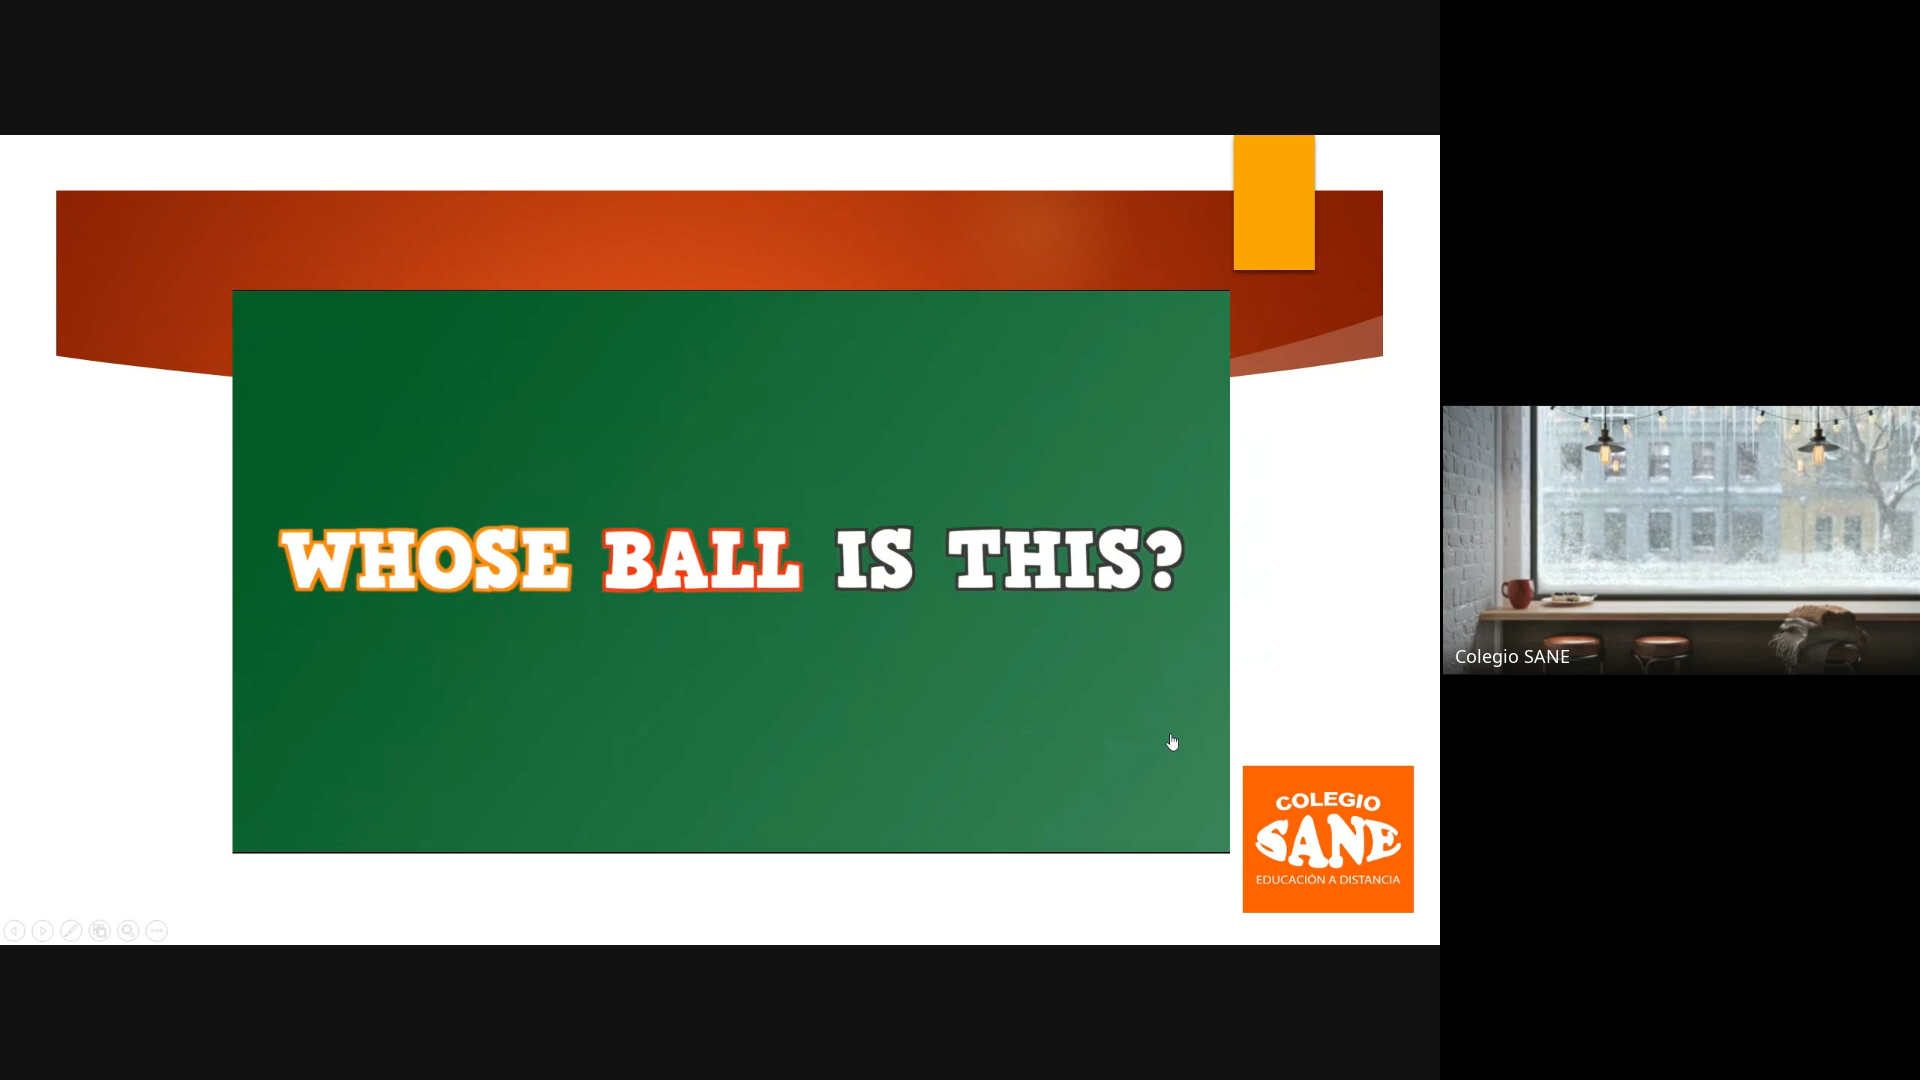 WHOSE BALL IS THIS?
COLEGIO
SANE
EDUCACIÓN A DISTANCIA
Colegio SANE